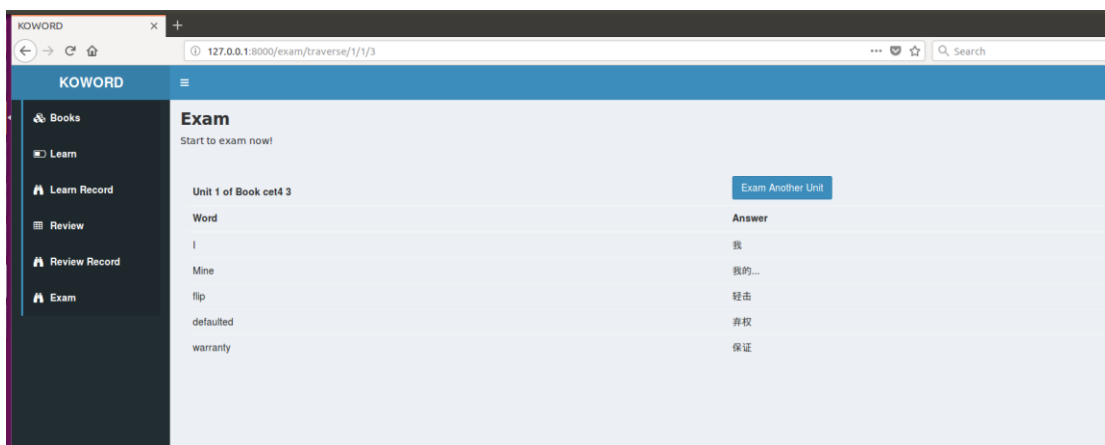 KOWORD
127.0.0.1:8000/exam/traverse/1/1/3
Search
KOWORD
Books
Learn
Learn Record
Review
Review Record
Exam
Exam
Start to exam now!
Unit 1 of Book cet4 3
Exam Another Unit
Word Answer
I 我
Mine 我的...
flip 轻击
defaulted 弃权
warranty 保证